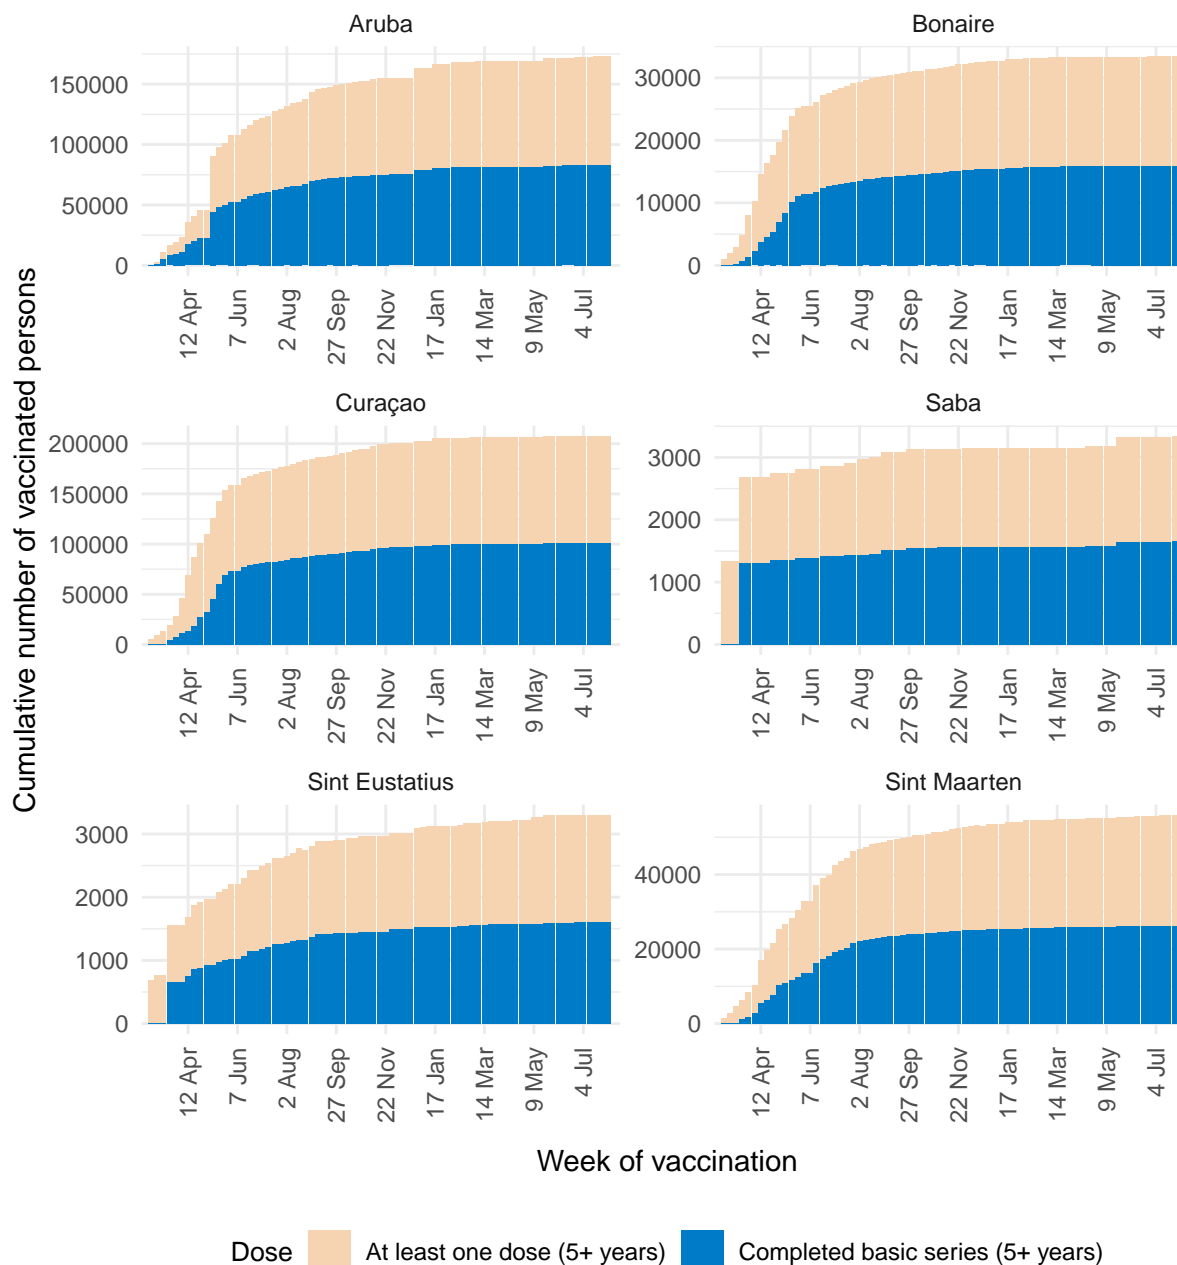 Cumulative number of vaccinated persons
Aruba
150000
100000
50000
0
12 Apr
7 Jun
2 Aug
27 Sep
22 Nov
17 Jan
14 Mar
9 May
4 Jul
Bonaire
30000
20000
10000
0
12 Apr
7 Jun
2 Aug
27 Sep
22 Nov
17 Jan
14 Mar
9 May
4 Jul
Curaçao
200000
150000
100000
50000
0
12 Apr
7 Jun
2 Aug
27 Sep
22 Nov
17 Jan
14 Mar
9 May
4 Jul
Saba
3000
2000
1000
0
12 Apr
7 Jun
2 Aug
27 Sep
22 Nov
17 Jan
14 Mar
9 May
4 Jul
Sint Eustatius
3000
2000
1000
0
12 Apr
7 Jun
2 Aug
27 Sep
22 Nov
17 Jan
14 Mar
9 May
4 Jul
Sint Maarten
40000
20000
0
12 Apr
7 Jun
2 Aug
27 Sep
22 Nov
17 Jan
14 Mar
9 May
4 Jul
Week of vaccination
Dose At least one dose (5+ years) Completed basic series (5+ years)